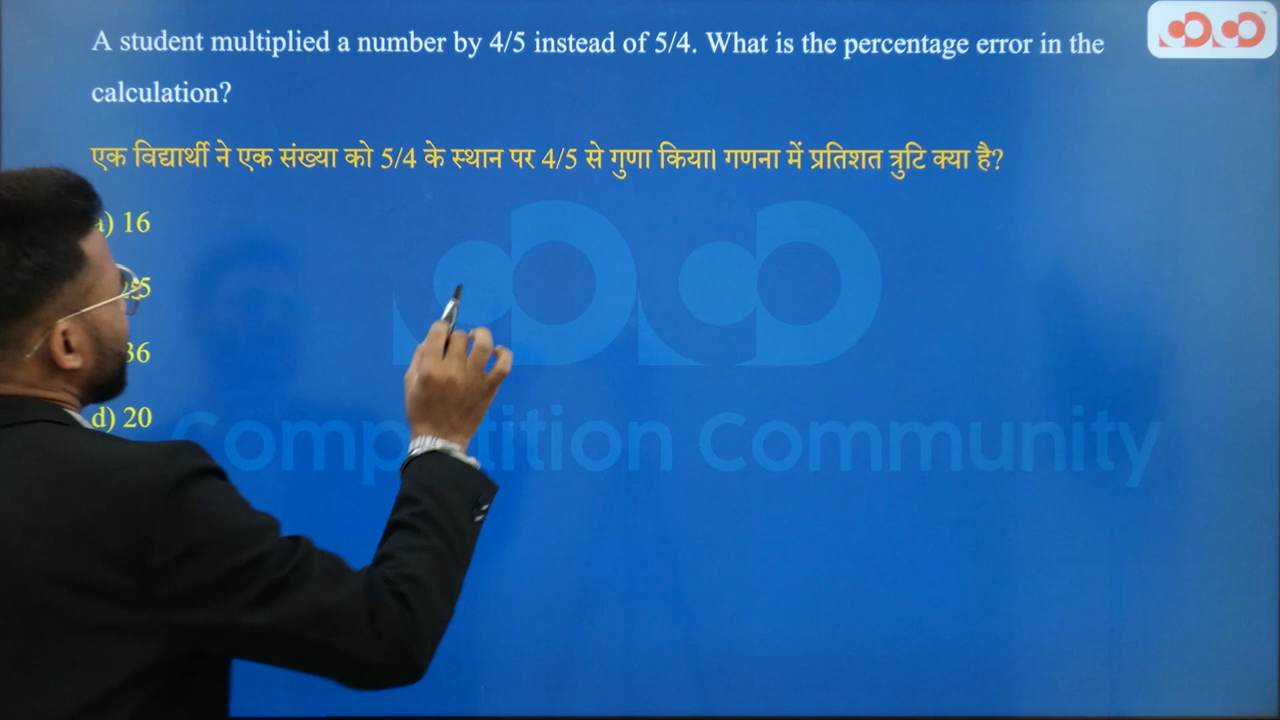 A student multiplied a number by 4/5 instead of 5/4. What is the percentage error in the
calculation?
एक विद्यार्थी ने एक संख्या को 5/4 के स्थान पर 4/5 से गुणा किया। गणना में प्रतिशत त्रुटि क्या है?
a) 16
25
36
d) 20
Competition Community